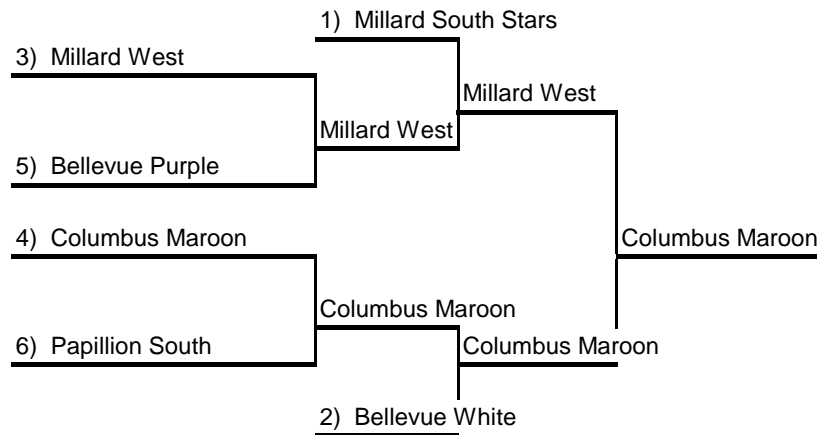 1) Millard South Stars
3) Millard West
Millard West
Millard West
5) Bellevue Purple
4) Columbus Maroon
Columbus Maroon
Columbus Maroon
6) Papillion South
Columbus Maroon
2) Bellevue White